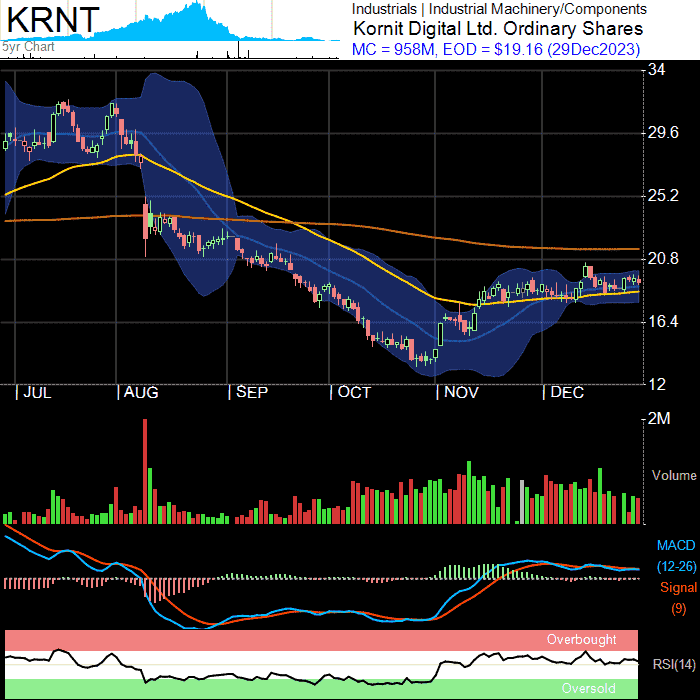 KRNT
5yr Chart
Industrials | Industrial Machinery/Components
Kornit Digital Ltd. Ordinary Shares
MC = 958M, EOD = $19.16 (29Dec2023)
34
29.6
25.2
20.8
16.4
12
JUL AUG SEP OCT NOV DEC
2M
Volume
MACD
(12-26)
Signal
(9)
Overbought
RSI(14)
Oversold